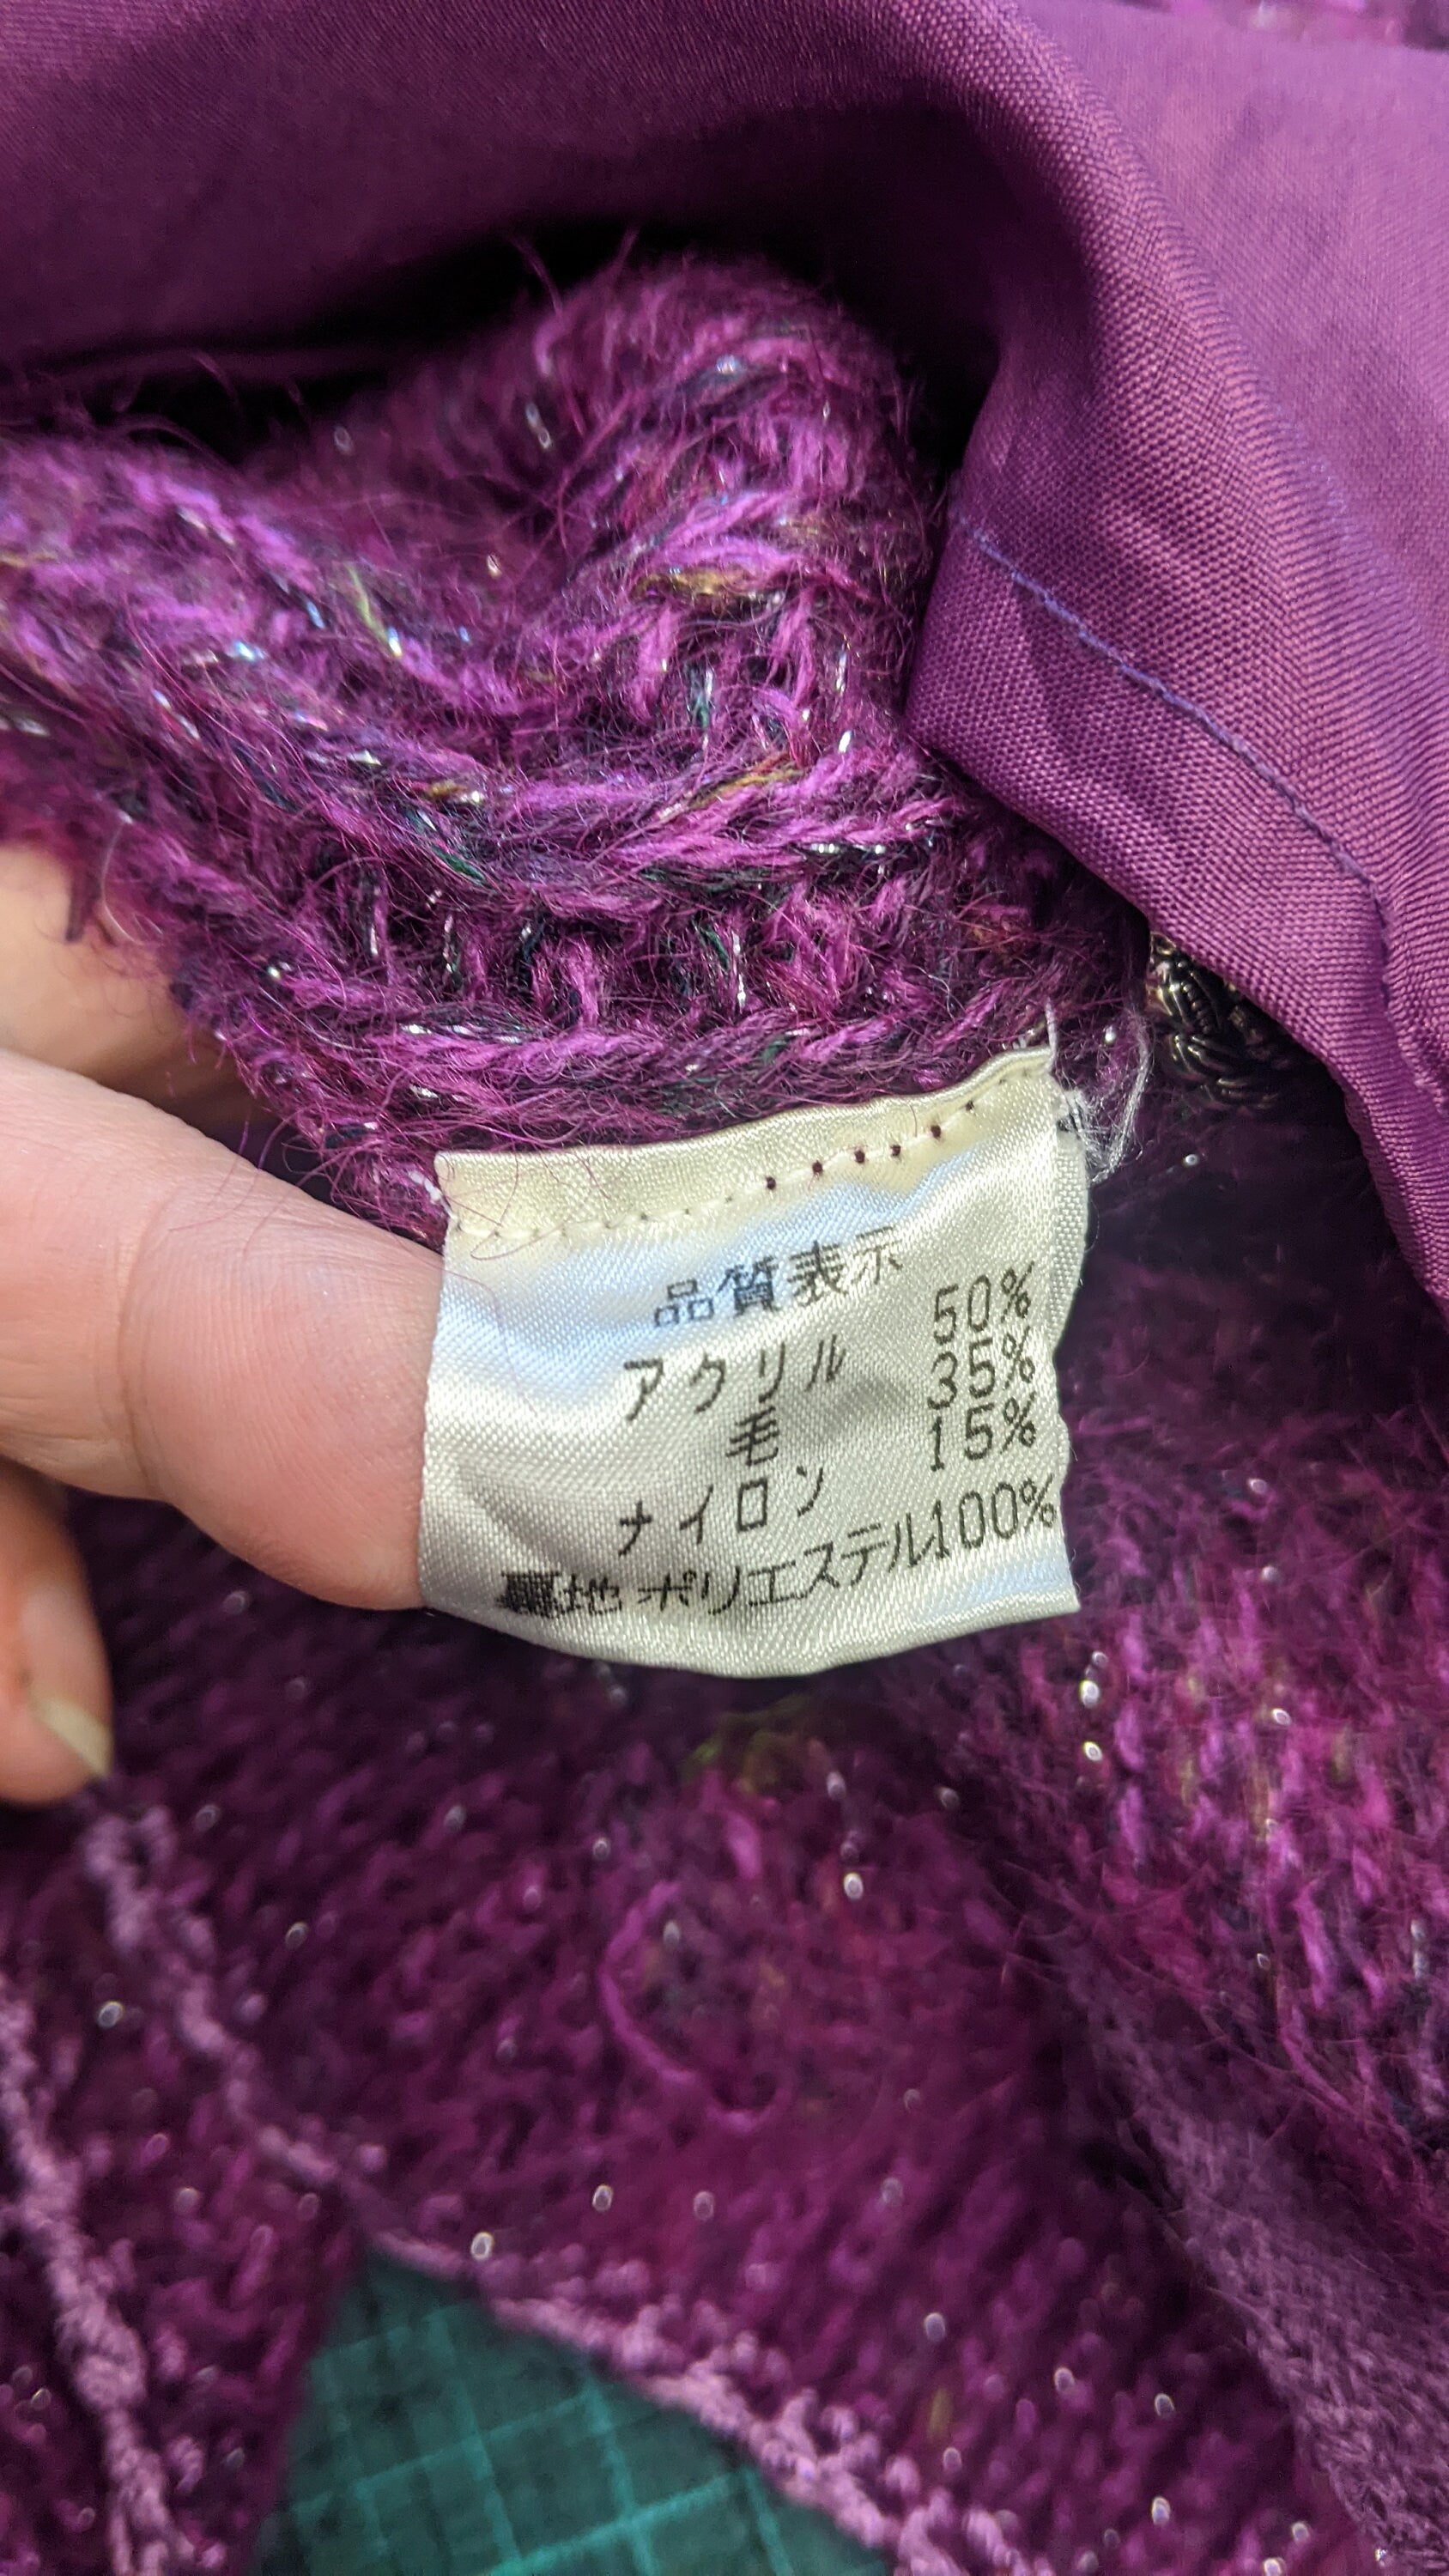 品質表示
アクリル 50%
毛 35%
ナイロン 15%
裏地 ポリエステル100%